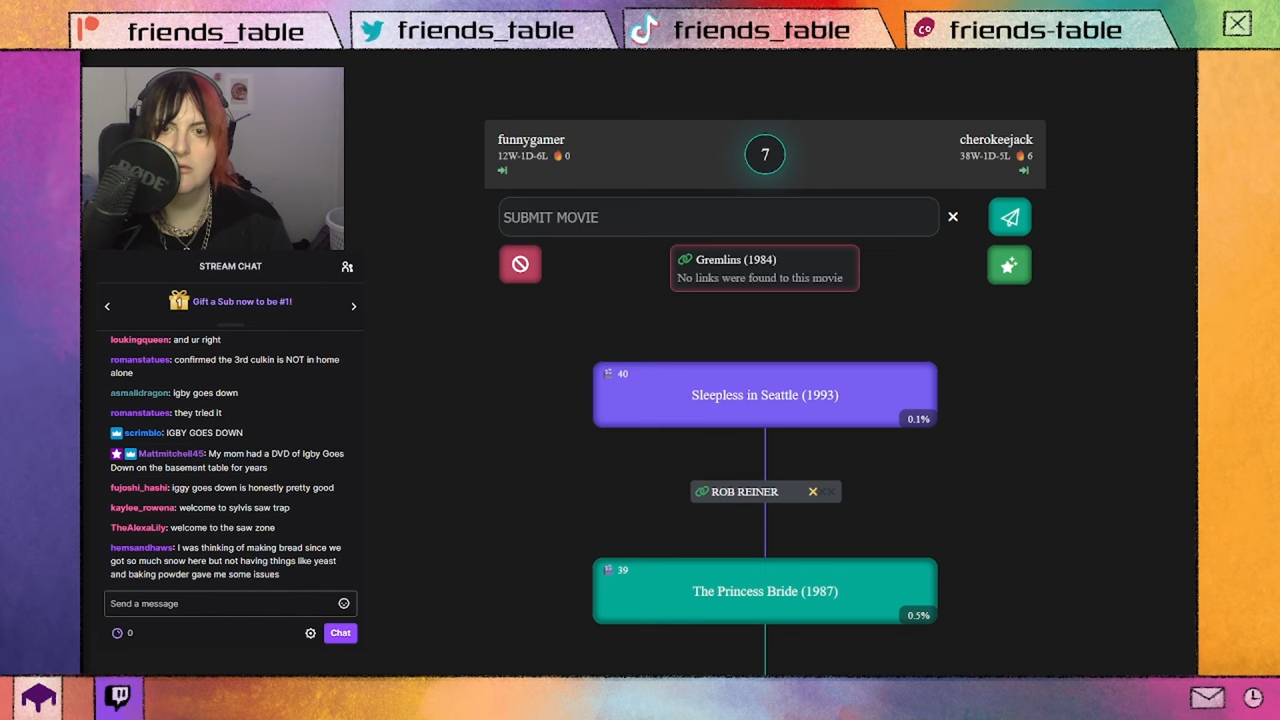 friends_table
friends_table
friends_table
friends-table
RØDE
funnygamer
12W-1D-6L 0
7
cherokeejack
38W-1D-5L 6
SUBMIT MOVIE
Gremlins (1984)
No links were found to this movie
40
Sleepless in Seattle (1993)
0.1%
ROB REINER
39
The Princess Bride (1987)
0.5%
STREAM CHAT
1
Gift a Sub now to be #1!
loukingqueen: and ur right
romanstatues: confirmed the 3rd culkin is NOT in home
alone
asmalldragon: igby goes down
romanstatues: they tried it
scrimblo: IGBY GOES DOWN
Mattmitchell45: My mom had a DVD of Igby Goes
Down on the basement table for years
fujoshi_hashi: iggy goes down is honestly pretty good
kaylee_rowena: welcome to sylvis saw trap
TheAlexaLily: welcome to the saw zone
hemsandhaws: I was thinking of making bread since we
got so much snow here but not having things like yeast
and baking powder gave me some issues
Send a message
0
Chat